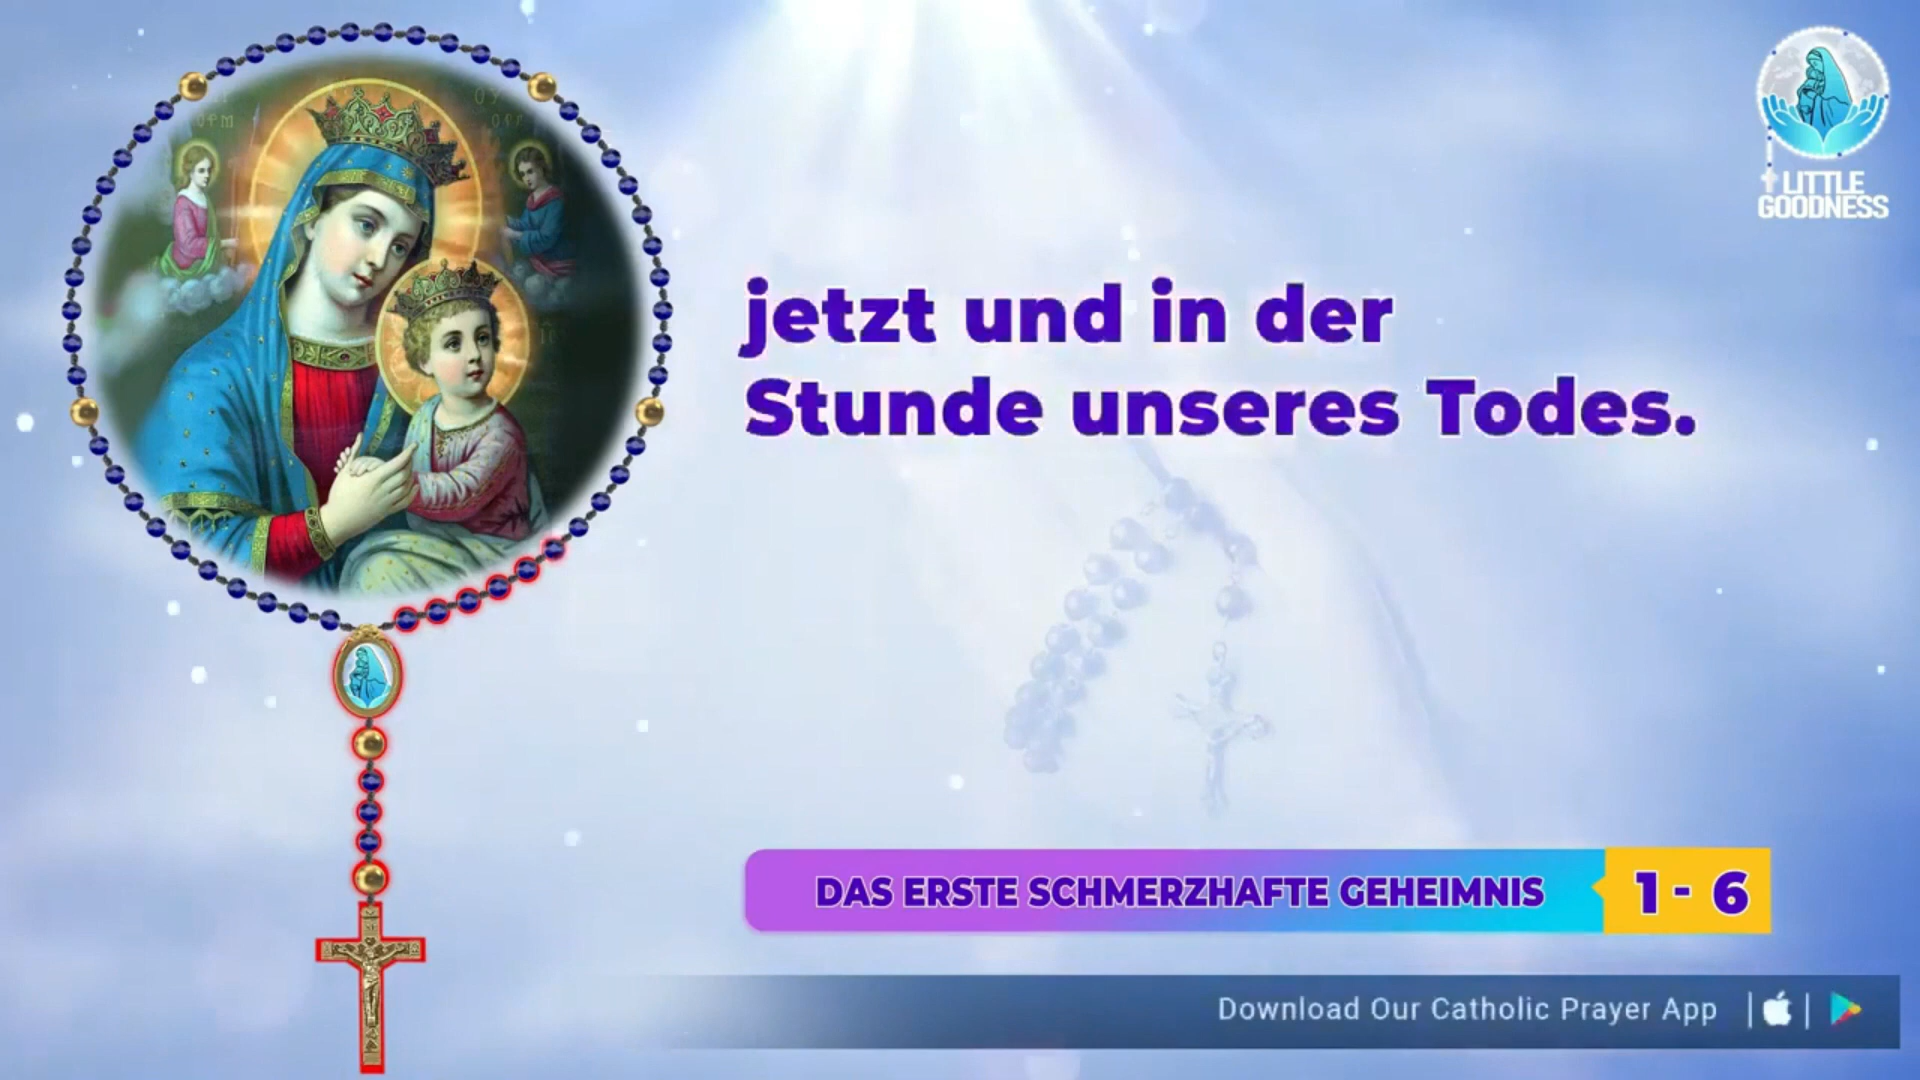 LITTLE
GOODNESS
jetzt und in der
Stunde unseres Todes.
DAS ERSTE SCHMERZHAFTE GEHEIMNIS 1 - 6
Download Our Catholic Prayer App